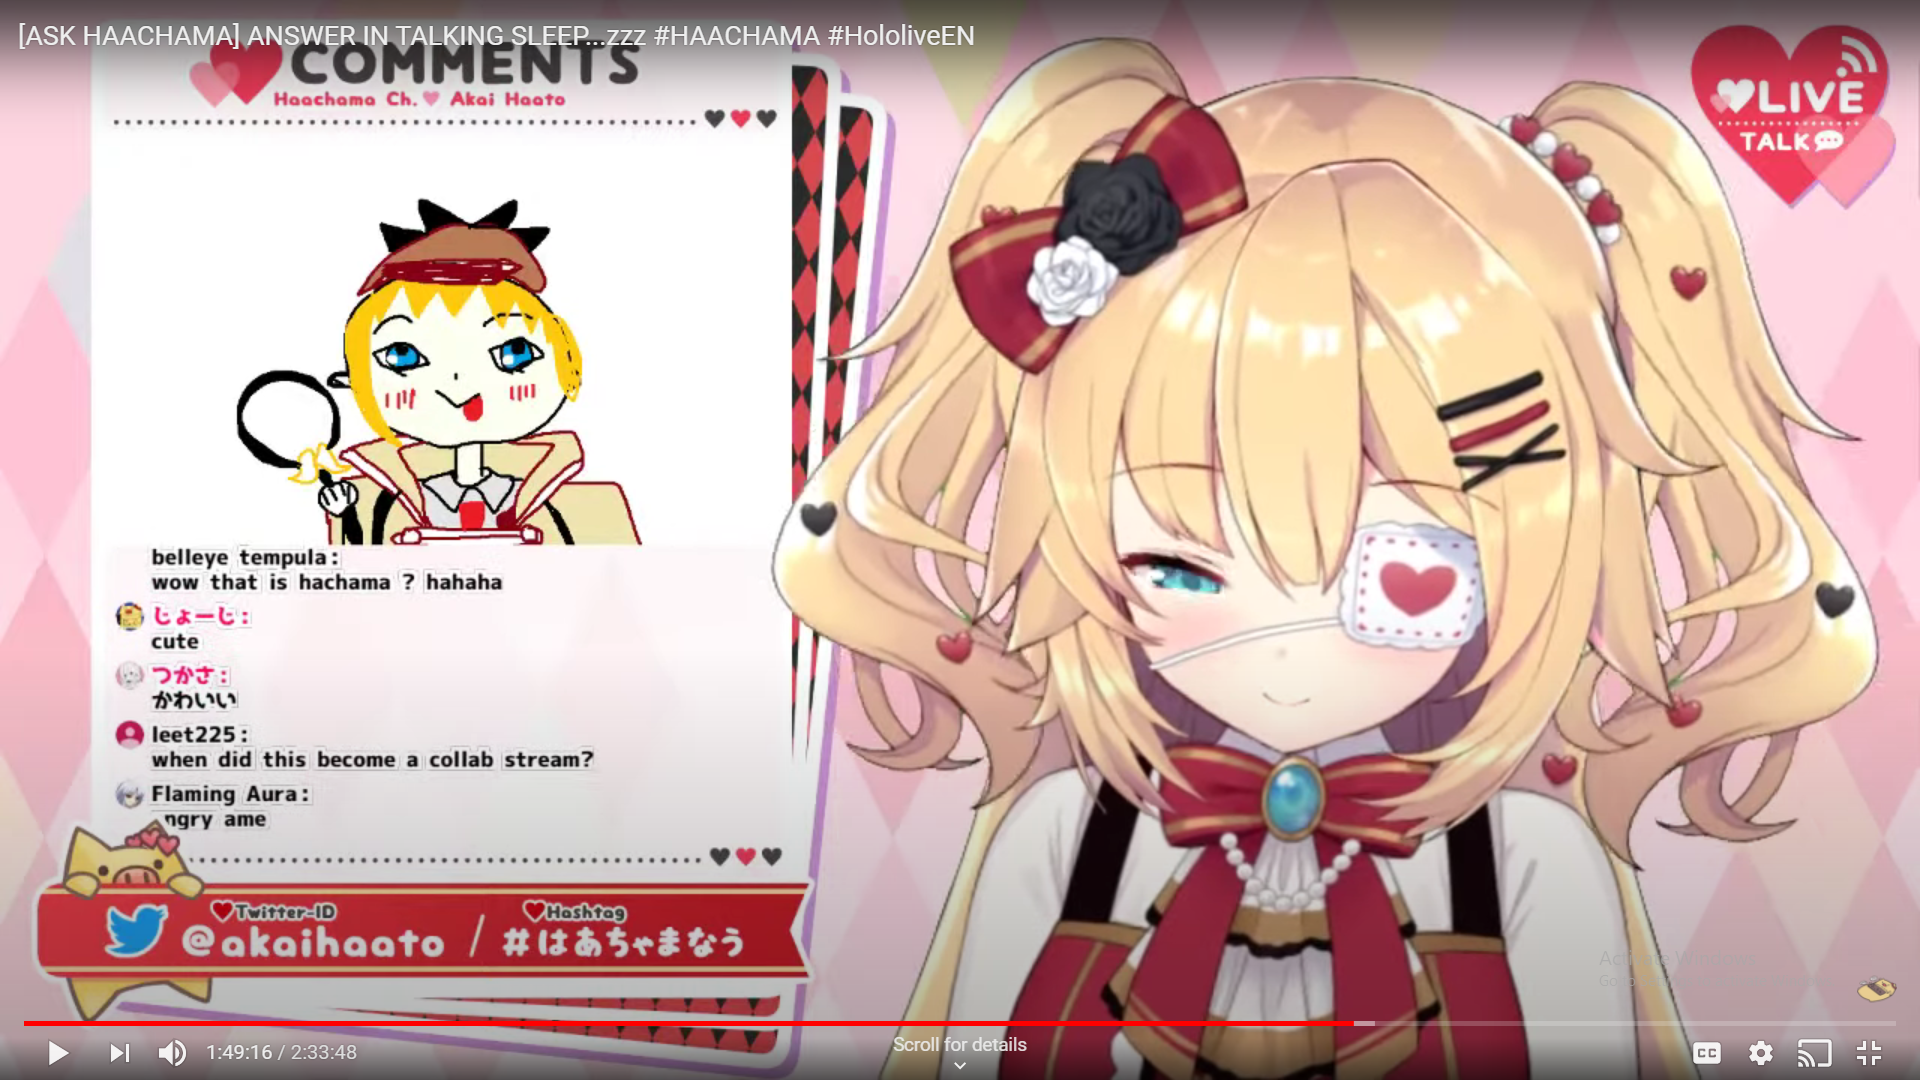 [ASK HAACHAMA] ANSWER IN TALKING SLEEP...zzz #HAACHAMA #HololiveEN
COMMENTS
Haachama Ch. Akai Haato
LIVE
TALK
belleye tempula:
wow that is hachama ? hahaha
じょーじ:
cute
つかさ:
かわいい
leet225:
when did this become a collab stream?
Flaming Aura:
ngry ame
Twitter-ID
@akaihaato
/
Hashtag
#はあちゃまなう
1:49:16 / 2:33:48
Scroll for details
CC